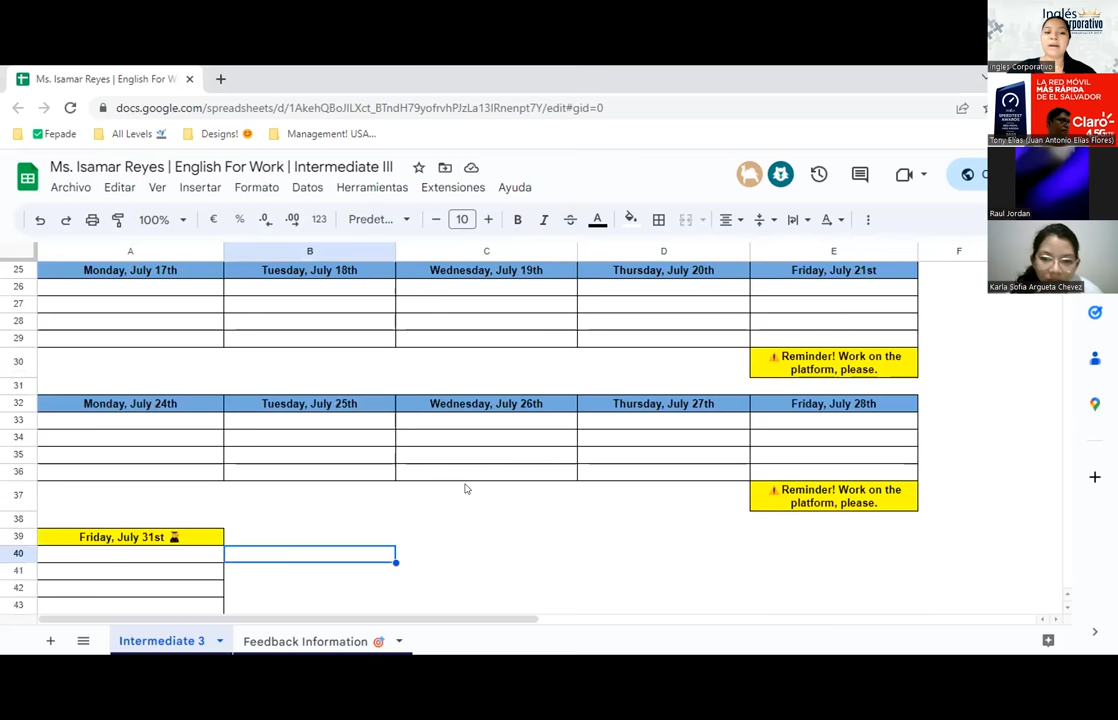 Ms. Isamar Reyes | English For W
docs.google.com/spreadsheets/d/1AkehQBoJILXct_BTndH79yofrvhPJzLa13IRnenpt7Y/edit#gid=0
Fepade
All Levels
Designs!
Management! USA...
Ms. Isamar Reyes | English For Work | Intermediate III
Archivo Editar Ver Insertar Formato Datos Herramientas Extensiones Ayuda
100% € % .0 .00 123 Predet... 10 B I A
A B C D E F
25 Monday, July 17th Tuesday, July 18th Wednesday, July 19th Thursday, July 20th Friday, July 21st
26
27
28
29
30 Reminder! Work on the
platform, please.
31
32 Monday, July 24th Tuesday, July 25th Wednesday, July 26th Thursday, July 27th Friday, July 28th
33
34
35
36
37 Reminder! Work on the
platform, please.
38
39 Friday, July 31st
40
41
42
43
Intermediate 3 Feedback Information
Inglés
Corporativo
Ingles Corporativo
LA RED MÓVIL
MÁS RÁPIDA
DE EL SALVADOR
SPEEDTEST
AWARDS
Claro
4.5G
Tony Elias (Juan Antonio Elías Flores)
Raul Jordan
Karla Sofia Argueta Chevez